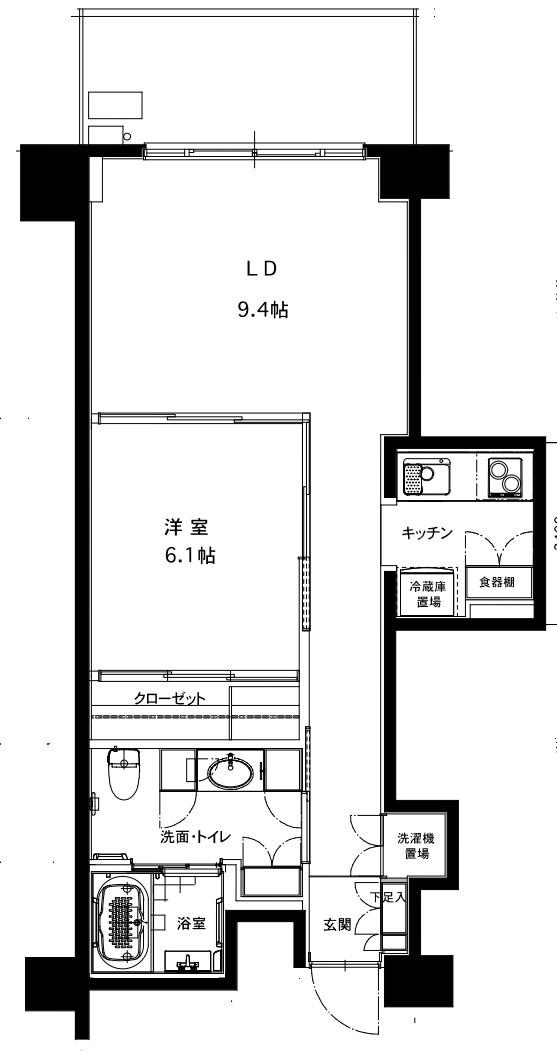 LD
9.4帖
洋室
6.1帖
キッチン
冷蔵庫
置場
食器棚
クローゼット
洗面・トイレ
洗濯機
置場
下足入
浴室
玄関